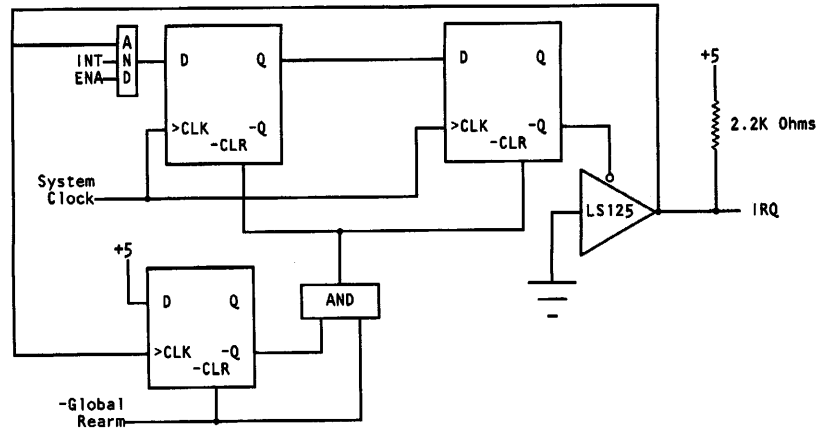 AND
INT
ENA
D Q
>CLK -Q
-CLR
D Q
>CLK -Q
-CLR
+5
2.2K Ohms
System
Clock
LS125
IRQ
+5
D Q
>CLK -Q
-CLR
AND
-Global
Rearm